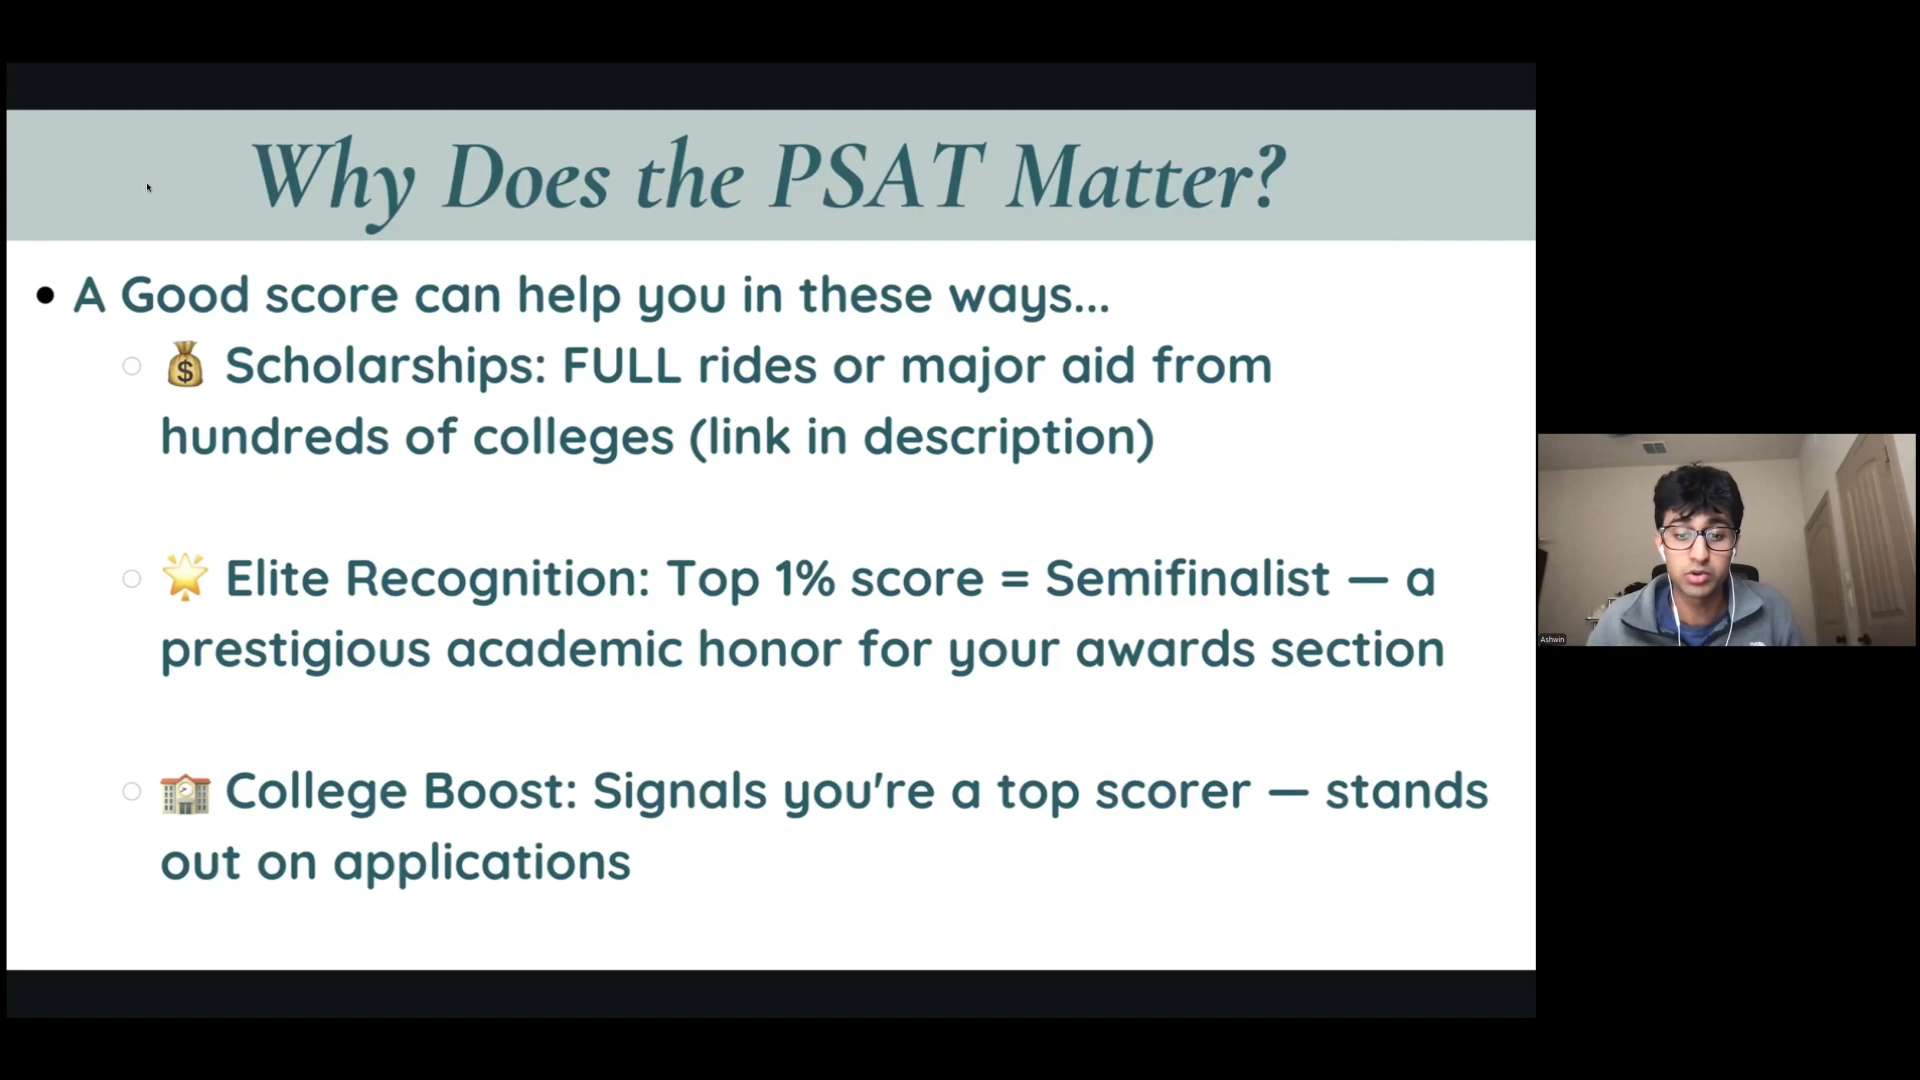 Why Does the PSAT Matter?
A Good score can help you in these ways...
Scholarships: FULL rides or major aid from
hundreds of colleges (link in description)
Elite Recognition: Top 1% score = Semifinalist — a
prestigious academic honor for your awards section
College Boost: Signals you're a top scorer — stands
out on applications
Ashwin